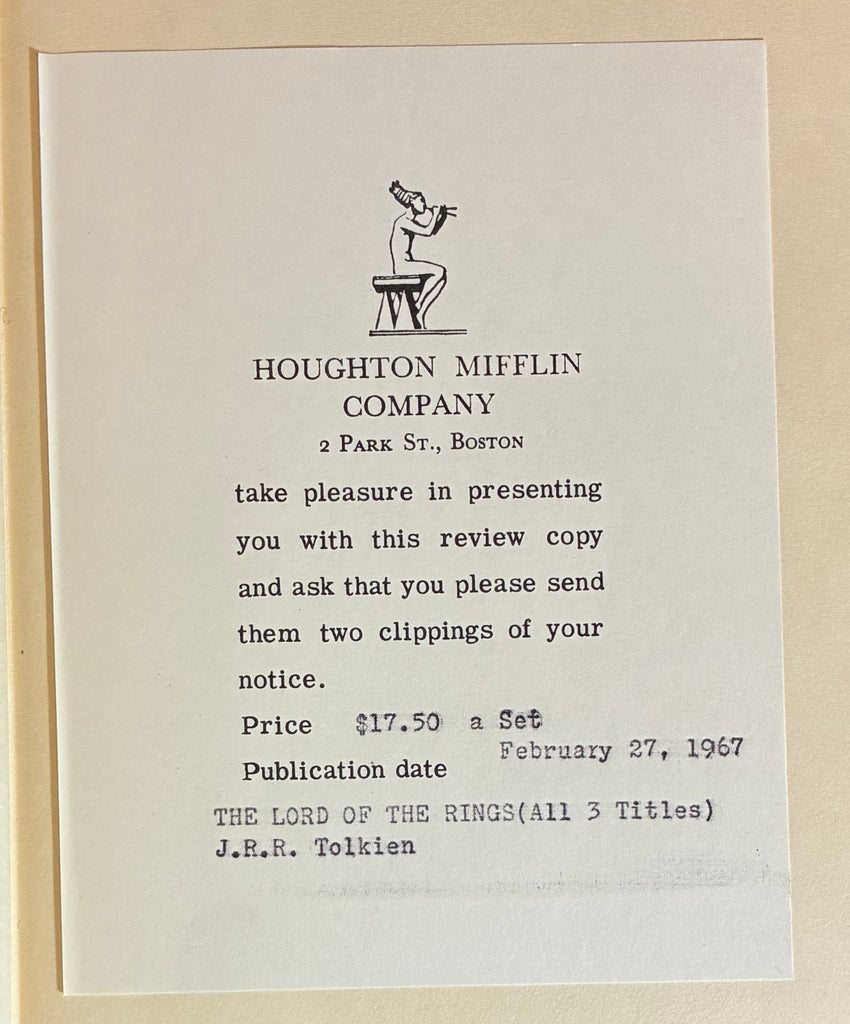 HOUGHTON MIFFLIN
COMPANY
2 PARK ST., BOSTON
take pleasure in presenting
you with this review copy
and ask that you please send
them two clippings of your
notice.
Price $17.50 a Set
February 27, 1967
Publication date
THE LORD OF THE RINGS(All 3 Titles)
J.R.R. Tolkien